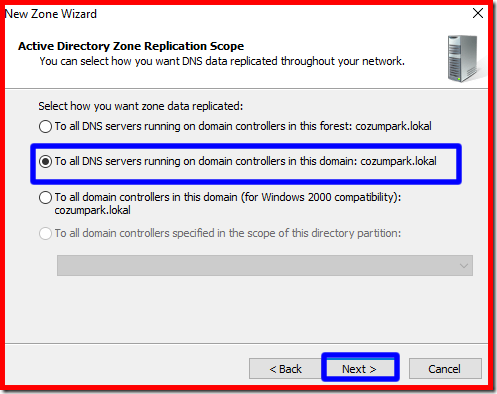 New Zone Wizard
Active Directory Zone Replication Scope
You can select how you want DNS data replicated throughout your network.
Select how you want zone data replicated:
To all DNS servers running on domain controllers in this forest: cozumpark.lokal
To all DNS servers running on domain controllers in this domain: cozumpark.lokal
To all domain controllers in this domain (for Windows 2000 compatibility):
cozumpark.lokal
To all domain controllers specified in the scope of this directory partition:
< Back
Next >
Cancel